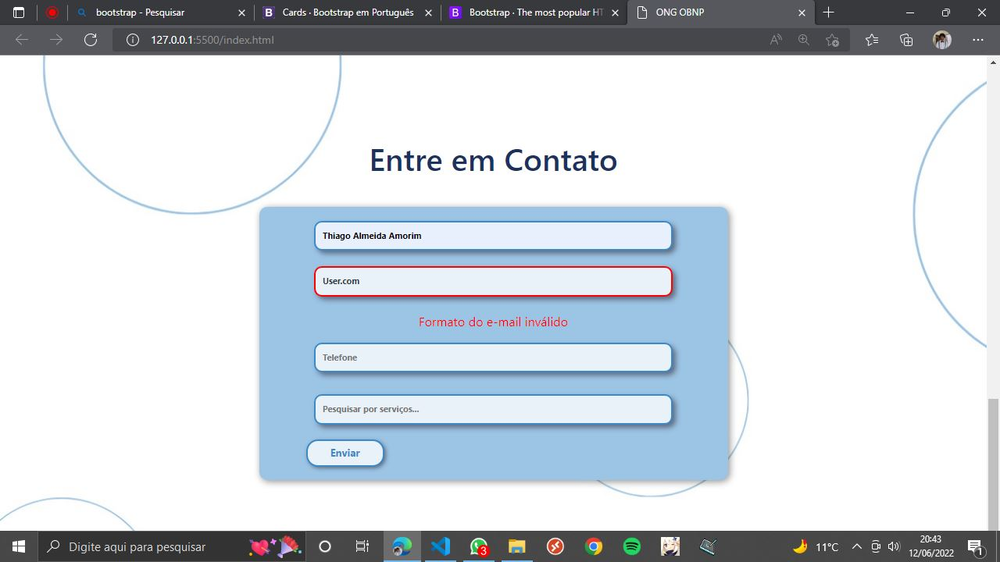 bootstrap - Pesquisar
Cards · Bootstrap em Português
Bootstrap · The most popular HT
ONG OBNP
127.0.0.1:5500/index.html
Entre em Contato
Thiago Almeida Amorim
User.com
Formato do e-mail inválido
Telefone
Pesquisar por serviços...
Enviar
Digite aqui para pesquisar
3
11°C
20:43
12/06/2022
1